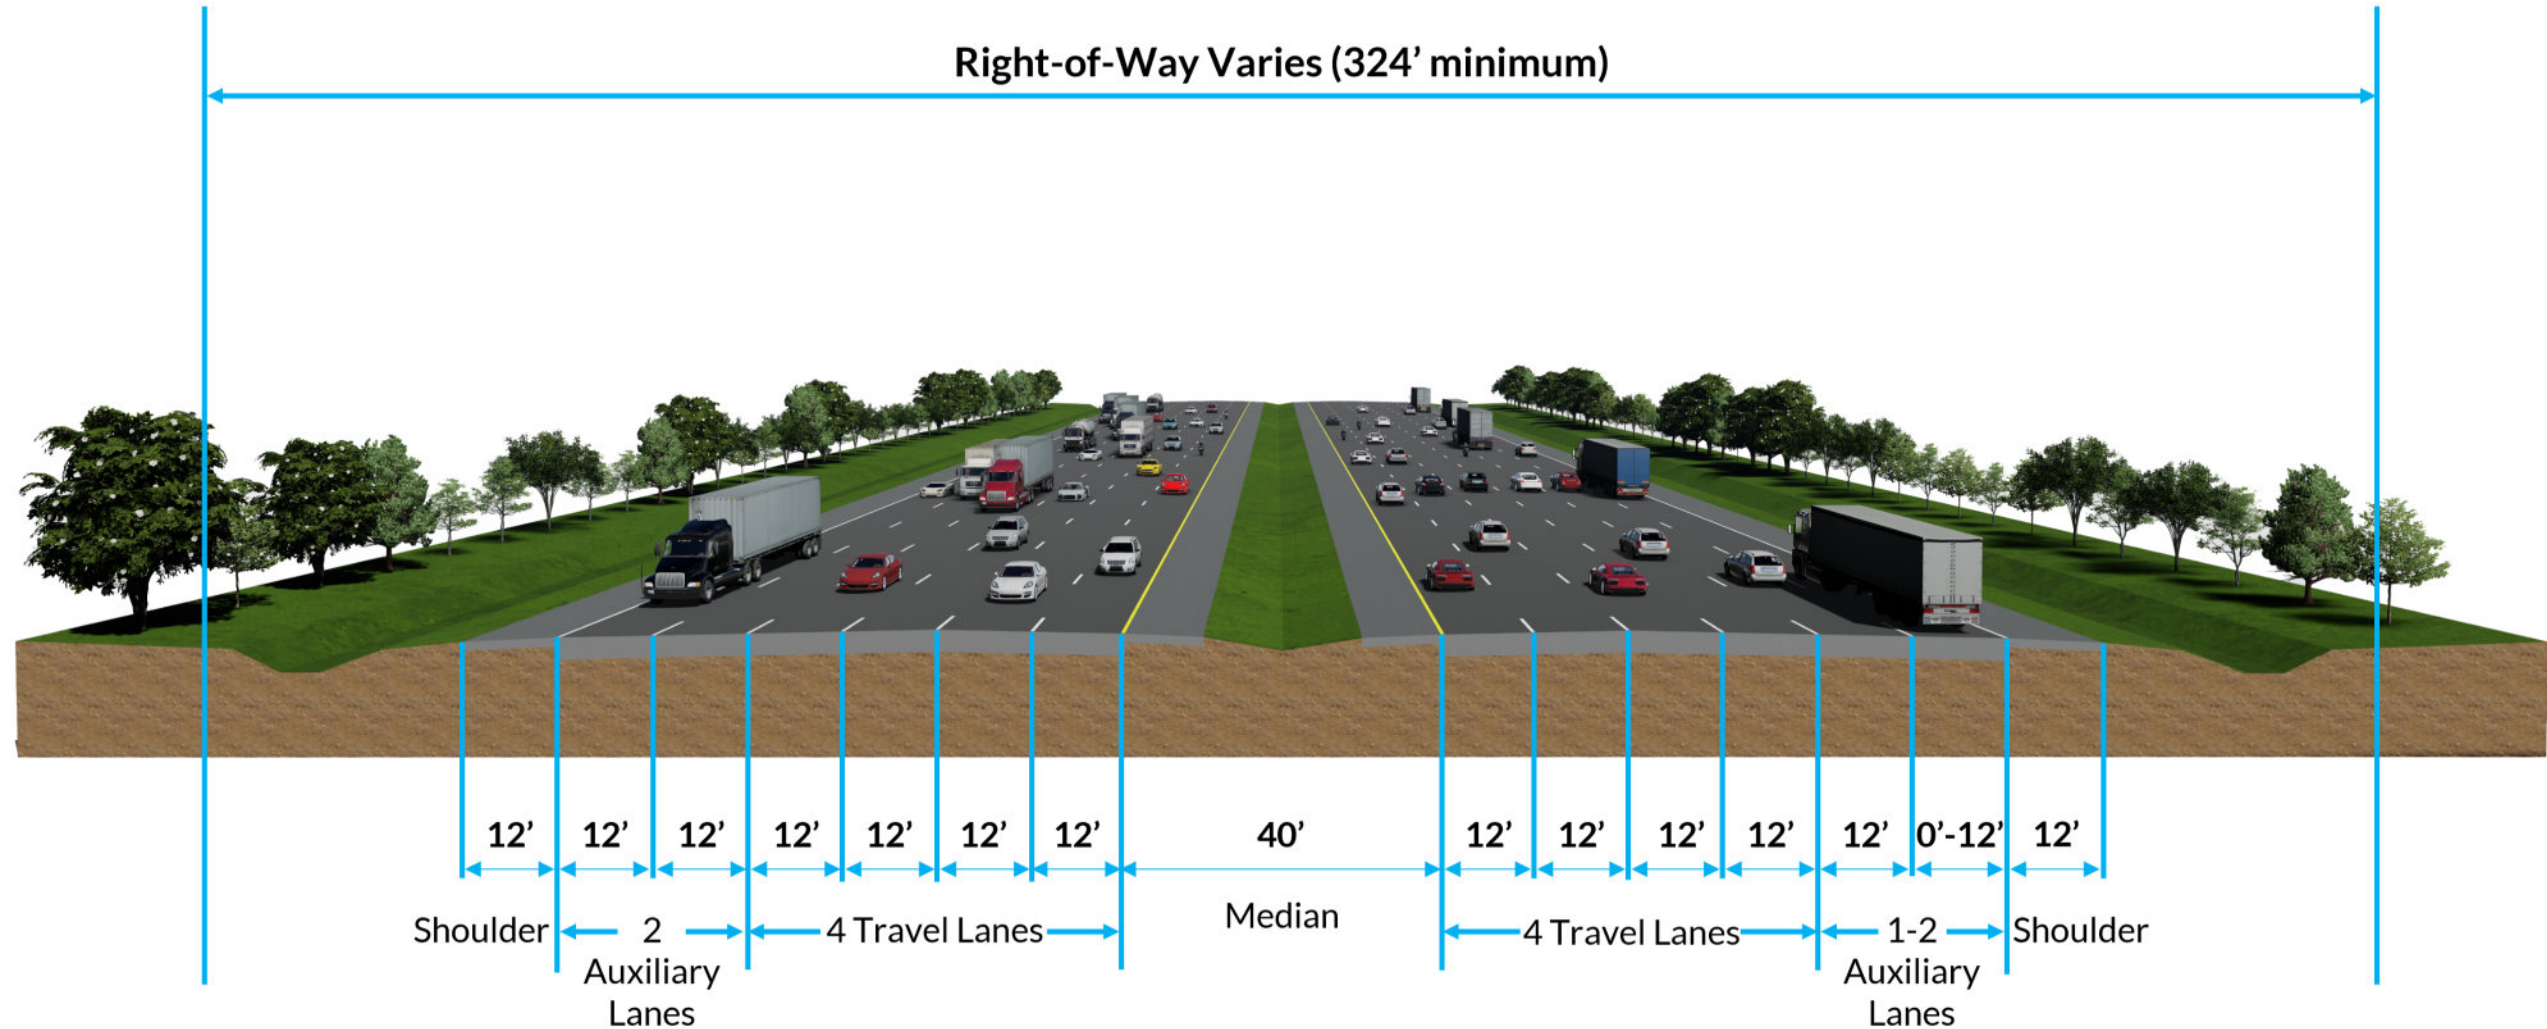 Right-of-Way Varies (324’ minimum)
12’ 12’ 12’ 12’ 12’ 12’ 12’ 40’ 12’ 12’ 12’ 12’ 12’ 0’-12’ 12’
Shoulder 2 4 Travel Lanes Median 4 Travel Lanes 1-2 Shoulder
Auxiliary Auxiliary
Lanes Lanes